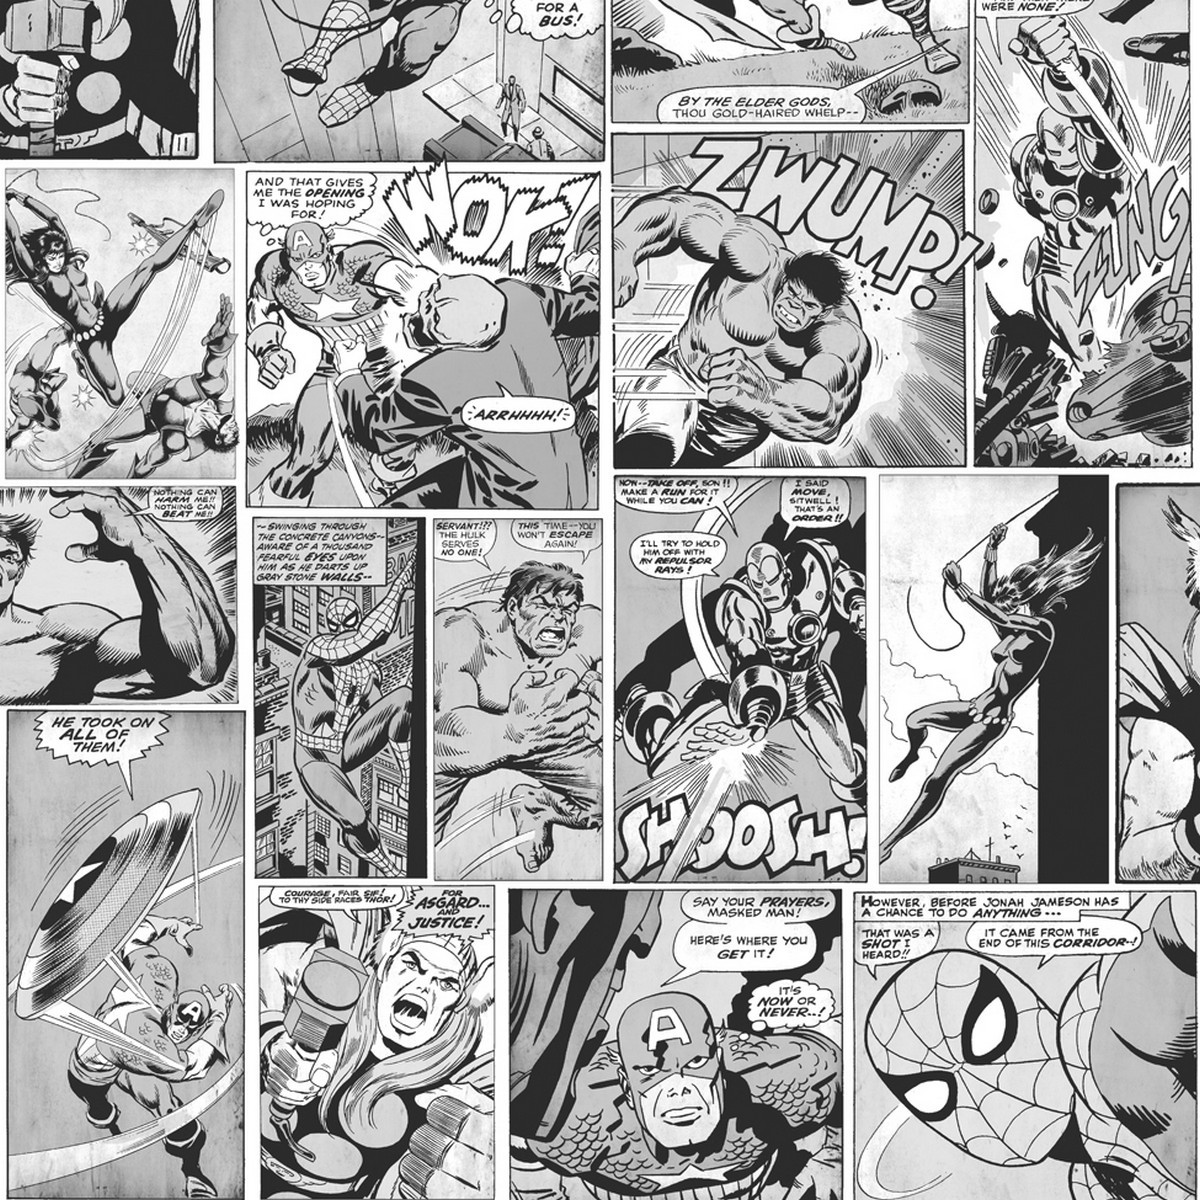 FOR A
BUS!
BY THE ELDER GODS,
THOU GOLD-HAIRED WHELP--
WERE NONE!
AND THAT GIVES
ME THE OPENING
I WAS HOPING
FOR!
WOK!
ARRHHHH!
ZWUMP!
ZUNG!
NOTHING CAN
HARM ME!!
NOTHING CAN
BEAT ME!!
~SWINGING THROUGH
THE CONCRETE CANYONS~
AWARE OF A THOUSAND
FEARFUL EYES UPON
HIM AS HE DARTS UP
GRAY STONE WALLS--
SERVANT!??
THE HULK
SERVES
NO ONE!
THIS TIME--YOU
WON'T ESCAPE
AGAIN!
NOW--TAKE OFF, SON!!
MAKE A RUN FOR IT
WHILE YOU CAN!
I SAID
MOVE,
SITWELL!
THAT'S AN
ORDER!!
I'LL TRY TO HOLD
HIM OFF WITH
MY REPULSOR
RAYS!
SHOOSH!
HE TOOK ON
ALL OF
THEM!
COURAGE, FAIR SIF!
TO THY SIDE RACES THOR!
FOR
ASGARD...
AND
JUSTICE!
SAY YOUR PRAYERS,
MASKED MAN!
HERE'S WHERE YOU
GET IT!
IT'S
NOW OR
NEVER..!
A
HOWEVER, BEFORE JONAH JAMESON HAS
A CHANCE TO DO ANYTHING---
THAT WAS A
SHOT I
HEARD!!
IT CAME FROM THE
END OF THIS CORRIDOR--!